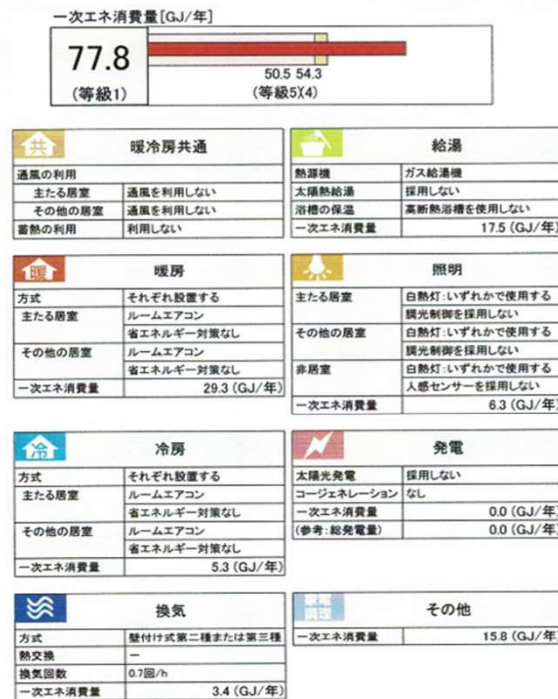 一次エネ消費量[GJ/年]
77.8
(等級1)
50.5 54.3
(等級5)(4)
共 暖冷房共通
通風の利用
主たる居室 通風を利用しない
その他の居室 通風を利用しない
蓄熱の利用 利用しない
給湯
熱源機 ガス給湯機
太陽熱給湯 採用しない
浴槽の保温 高断熱浴槽を使用しない
一次エネ消費量 17.5 (GJ/年)
暖 暖房
方式 それぞれ設置する
主たる居室 ルームエアコン
省エネルギー対策なし
その他の居室 ルームエアコン
省エネルギー対策なし
一次エネ消費量 29.3 (GJ/年)
照明
主たる居室 白熱灯:いずれかで使用する
調光制御を採用しない
その他の居室 白熱灯:いずれかで使用する
調光制御を採用しない
非居室 白熱灯:いずれかで使用する
人感センサーを採用しない
一次エネ消費量 6.3 (GJ/年)
冷 冷房
方式 それぞれ設置する
主たる居室 ルームエアコン
省エネルギー対策なし
その他の居室 ルームエアコン
省エネルギー対策なし
一次エネ消費量 5.3 (GJ/年)
発電
太陽光発電 採用しない
コージェネレーション なし
一次エネ消費量 0.0 (GJ/年)
(参考:総発電量) 0.0 (GJ/年)
換気
方式 壁付け式第二種または第三種
熱交換 −
換気回数 0.7回/h
一次エネ消費量 3.4 (GJ/年)
家電調理 その他
一次エネ消費量 15.8 (GJ/年)